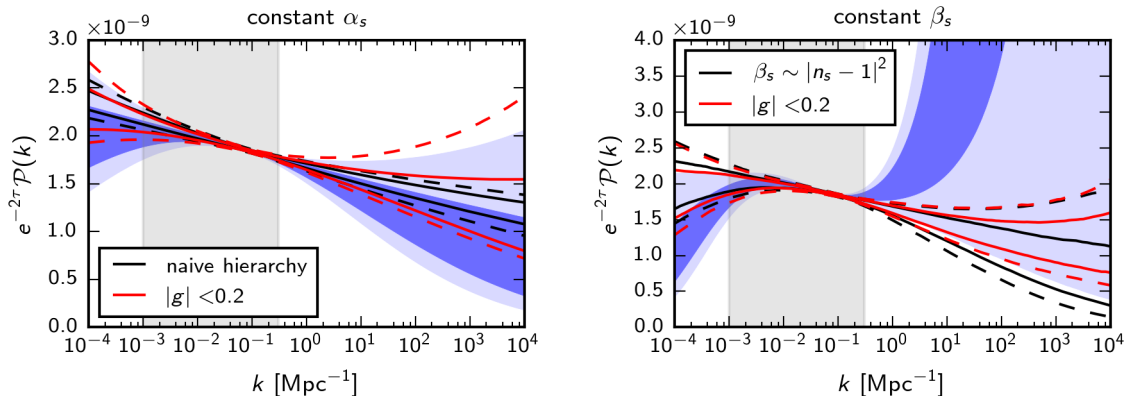 constant αₛ
×10⁻⁹
3.0
2.5
2.0
1.5
1.0
0.5
0.0
e⁻²ᵗ𝒫(k)
naive hierarchy
|g| <0.2
10⁻⁴ 10⁻³ 10⁻² 10⁻¹ 10⁰ 10¹ 10² 10³ 10⁴
k [Mpc⁻¹]
constant βₛ
×10⁻⁹
4.0
3.5
3.0
2.5
2.0
1.5
1.0
0.5
0.0
e⁻²ᵗ𝒫(k)
βₛ ∼ |nₛ − 1|²
|g| <0.2
10⁻⁴ 10⁻³ 10⁻² 10⁻¹ 10⁰ 10¹ 10² 10³ 10⁴
k [Mpc⁻¹]